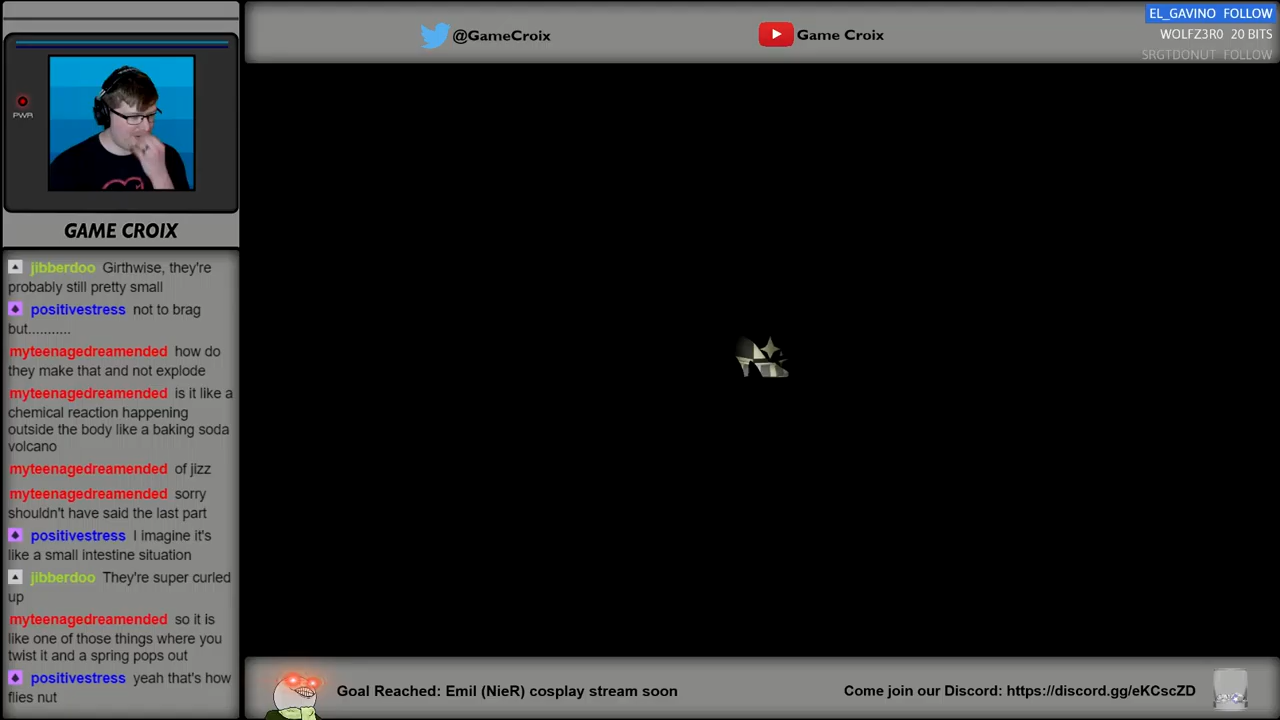 EL_GAVINO FOLLOW
@GameCroix
Game Croix
WOLFZ3R0 20 BITS
SRGTDONUT FOLLOW
PWR
GAME CROIX
jibberdoo Girthwise, they're
probably still pretty small
positivestress not to brag
but...........
myteenagedreamended how do
they make that and not explode
myteenagedreamended is it like a
chemical reaction happening
outside the body like a baking soda
volcano
myteenagedreamended of jizz
myteenagedreamended sorry
shouldn't have said the last part
positivestress I imagine it's
like a small intestine situation
jibberdoo They're super curled
up
myteenagedreamended so it is
like one of those things where you
twist it and a spring pops out
positivestress yeah that's how
flies nut
Goal Reached: Emil (NieR) cosplay stream soon
Come join our Discord: https://discord.gg/eKCscZD